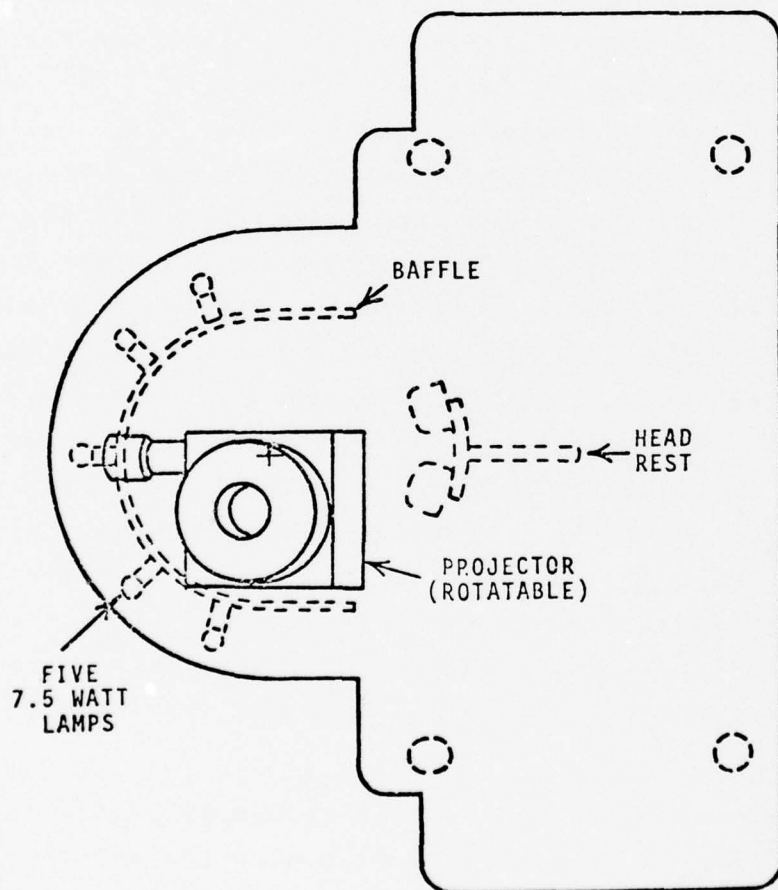 BAFFLE
HEAD
REST
PROJECTOR
(ROTATABLE)
FIVE
7.5 WATT
LAMPS